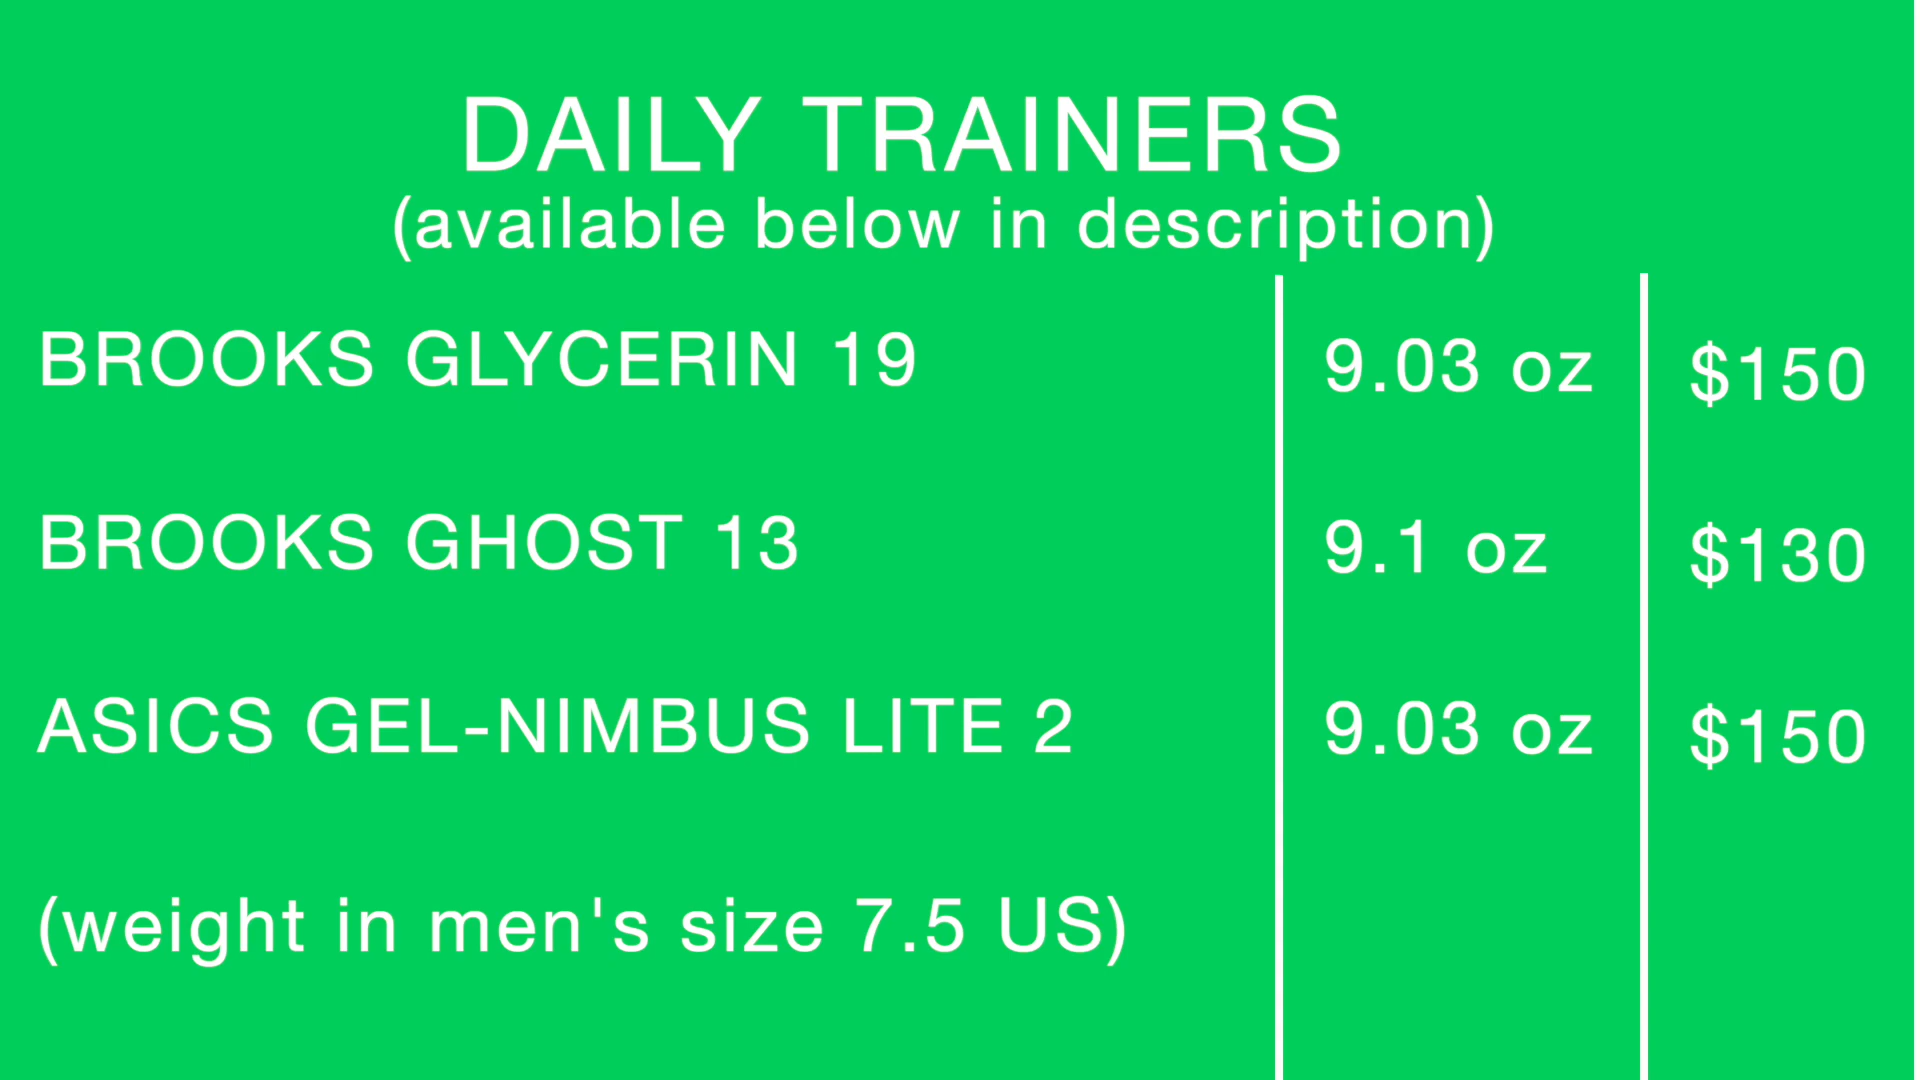 DAILY TRAINERS
(available below in description)
BROOKS GLYCERIN 19 9.03 oz $150
BROOKS GHOST 13 9.1 oz $130
ASICS GEL-NIMBUS LITE 2 9.03 oz $150
(weight in men's size 7.5 US)